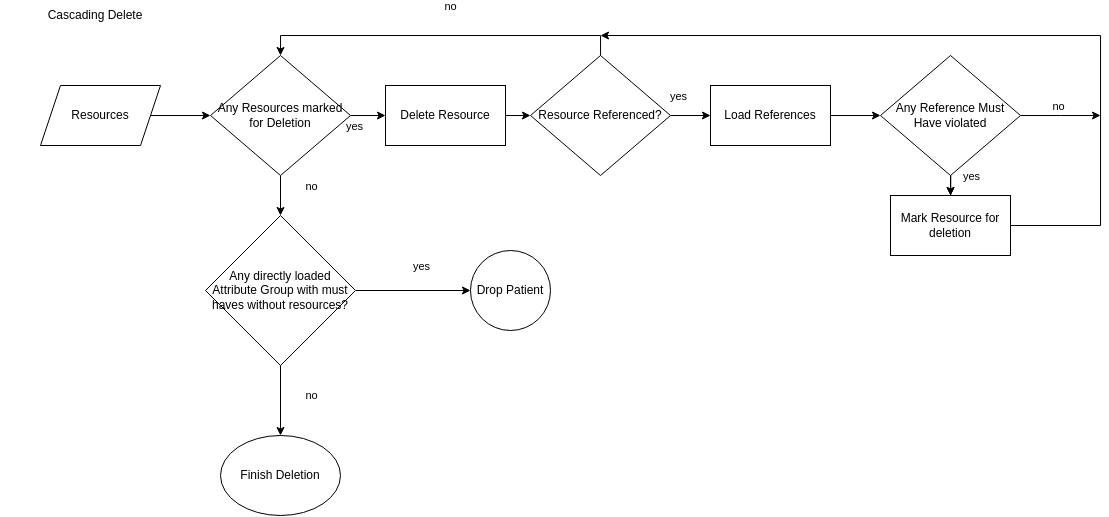 no
Cascading Delete
Resources
Any Resources marked
for Deletion
yes
Delete Resource
Resource Referenced?
yes
Load References
Any Reference Must
Have violated
no
yes
Mark Resource for
deletion
no
Any directly loaded
Attribute Group with must
haves without resources?
yes
Drop Patient
no
Finish Deletion